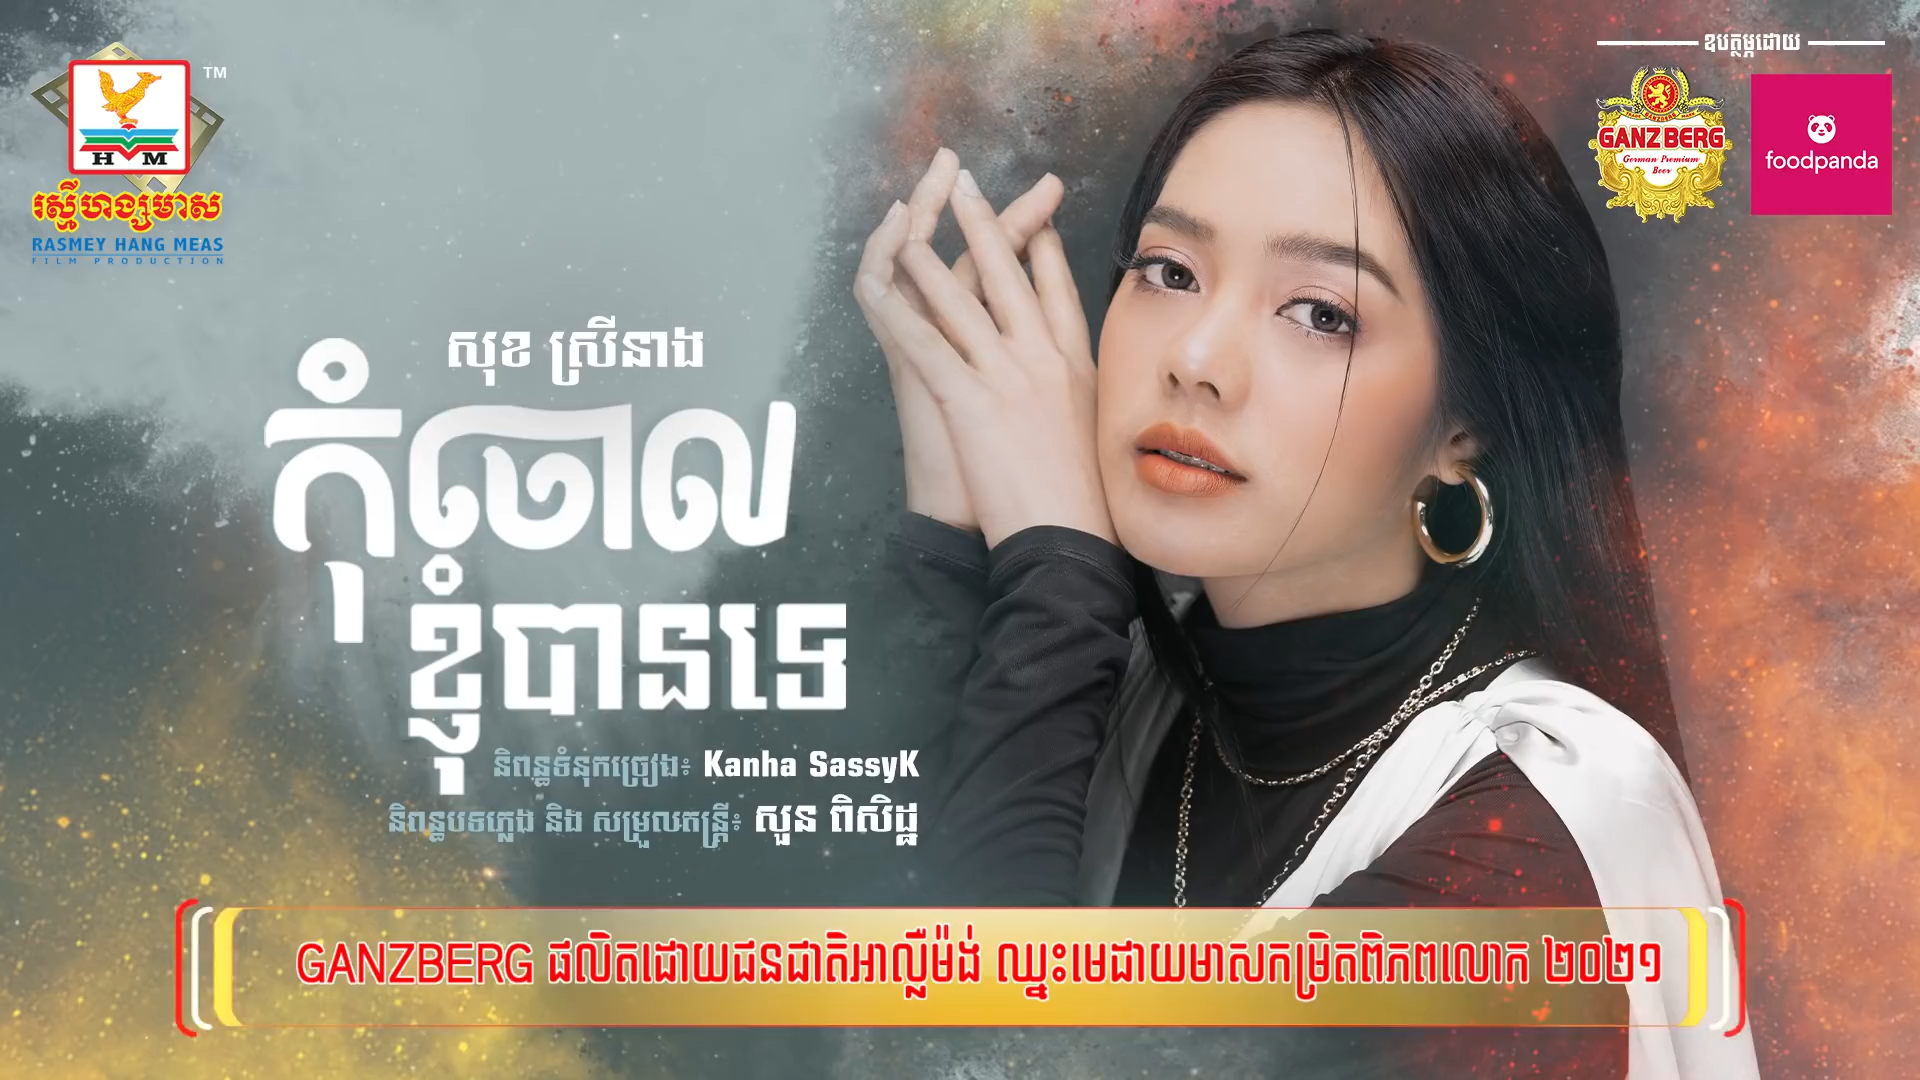 ឧបត្ថម្ភដោយ
HM
TM
រស្មីហង្សមាស
RASMEY HANG MEAS
FILM PRODUCTION
GANZBERG
German Premium
Beer
foodpanda
សុខ ស្រីនាង
កុំចោល
ខ្ញុំបានទេ
និពន្ធទំនុកច្រៀង៖ Kanha SassyK
និពន្ធបទភ្លេង និង សម្រួលតន្ត្រី៖ សួន ពិសិដ្ឋ
GANZBERG ផលិតដោយជនជាតិអាល្លឺម៉ង់ ឈ្នះមេដាយមាសកម្រិតពិភពលោក ២០២១